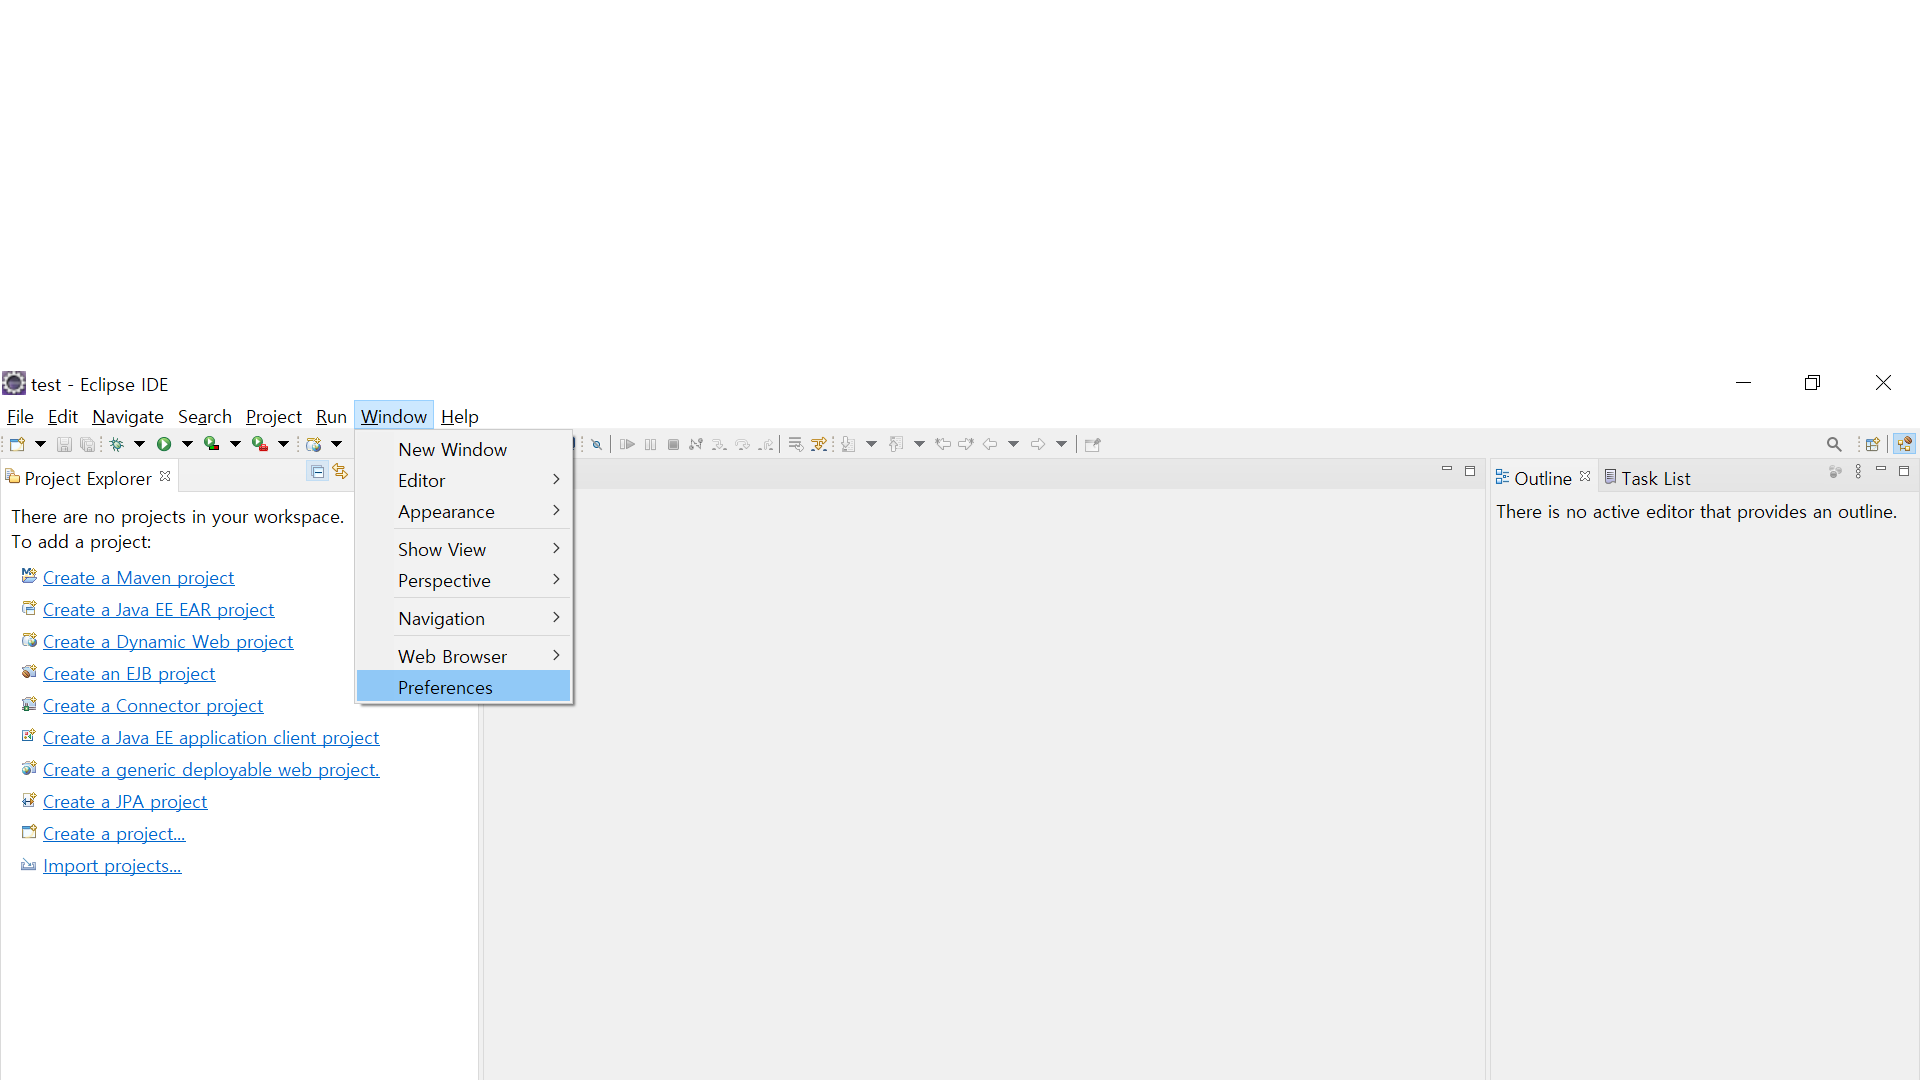 test - Eclipse IDE
File Edit Navigate Search Project Run Window Help
Project Explorer
There are no projects in your workspace.
To add a project:
Create a Maven project
Create a Java EE EAR project
Create a Dynamic Web project
Create an EJB project
Create a Connector project
Create a Java EE application client project
Create a generic deployable web project.
Create a JPA project
Create a project...
Import projects...
New Window
Editor
Appearance
Show View
Perspective
Navigation
Web Browser
Preferences
Outline Task List
There is no active editor that provides an outline.